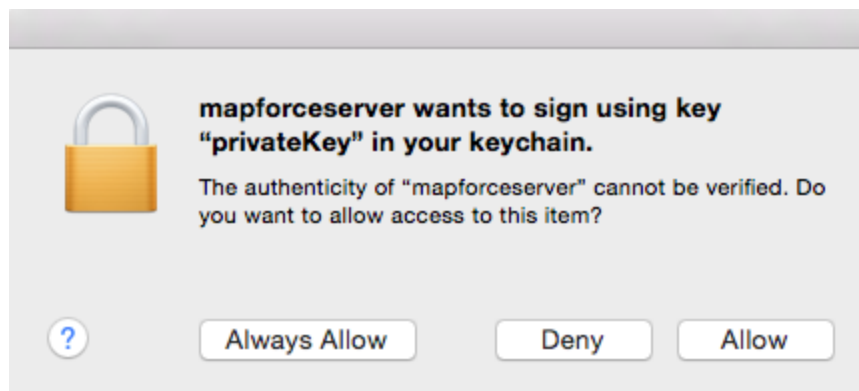 mapforceserver wants to sign using key
“privateKey” in your keychain.
The authenticity of “mapforceserver” cannot be verified. Do
you want to allow access to this item?
?
Always Allow
Deny
Allow